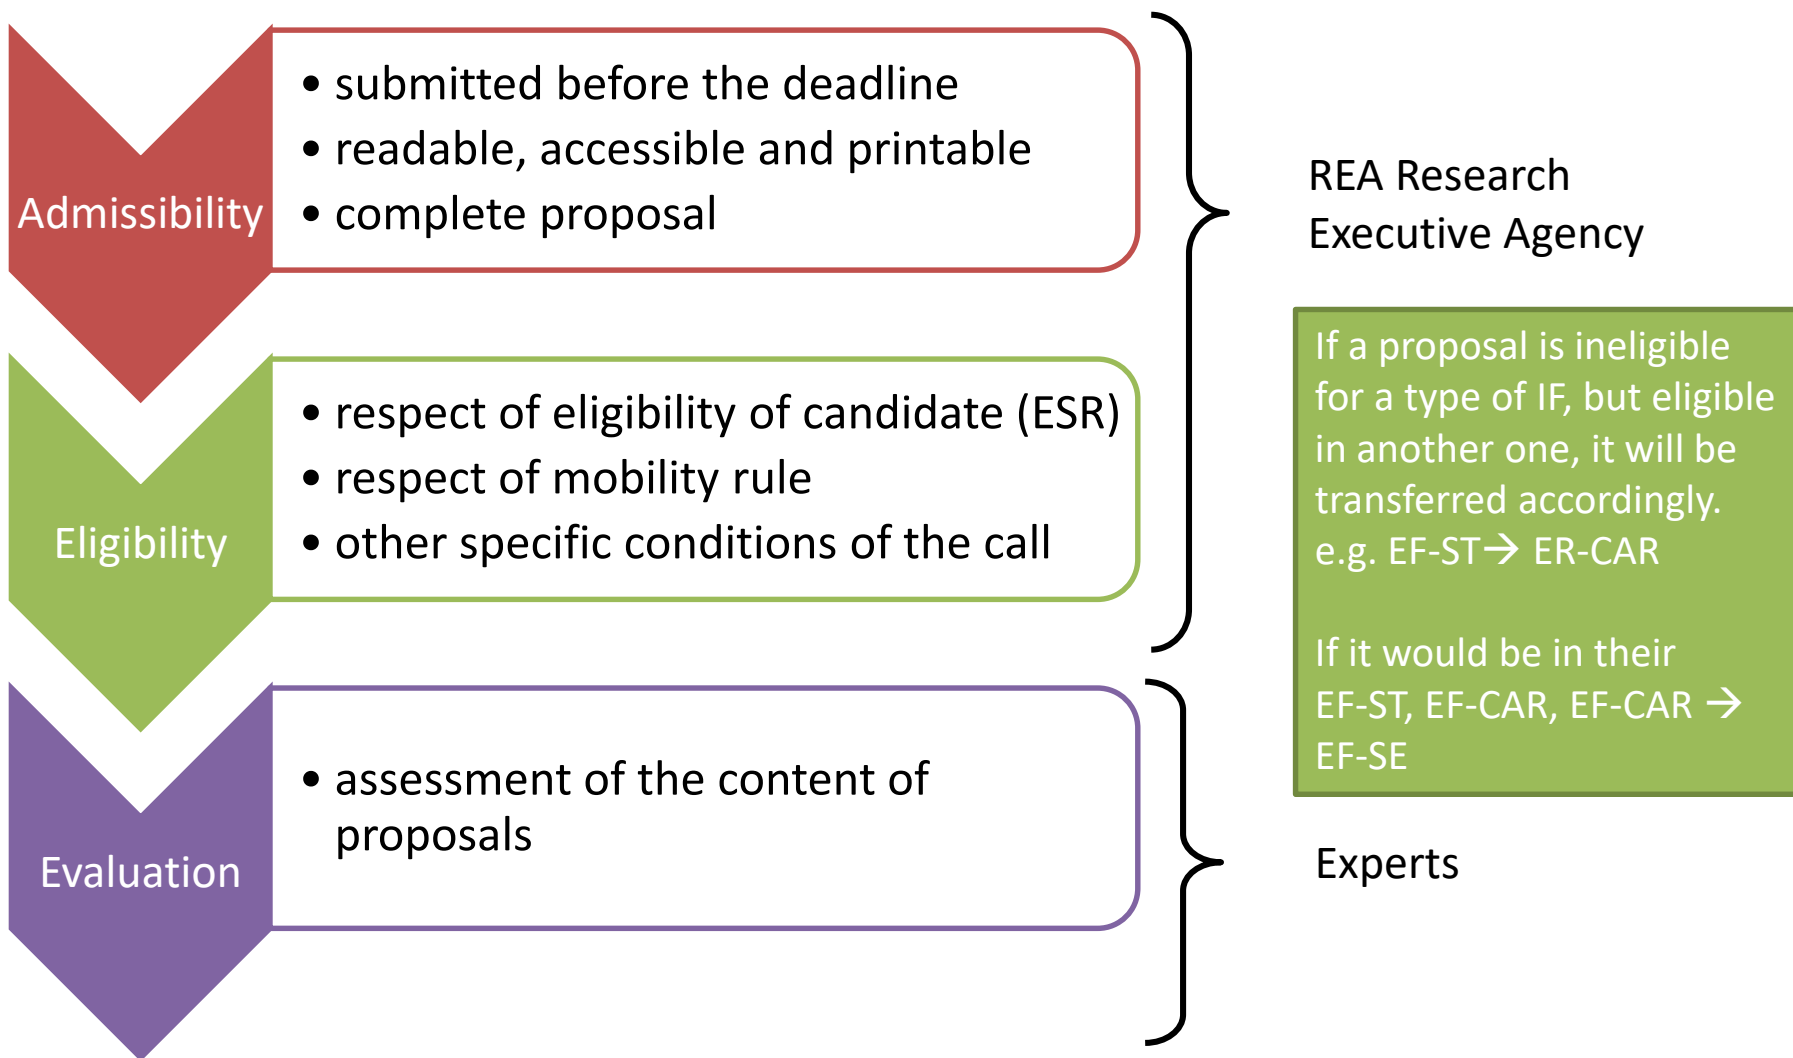 Admissibility
• submitted before the deadline
• readable, accessible and printable
• complete proposal
Eligibility
• respect of eligibility of candidate (ESR)
• respect of mobility rule
• other specific conditions of the call
Evaluation
• assessment of the content of
proposals
REA Research
Executive Agency
If a proposal is ineligible
for a type of IF, but eligible
in another one, it will be
transferred accordingly.
e.g. EF-ST→ ER-CAR
If it would be in their
EF-ST, EF-CAR, EF-CAR →
EF-SE
Experts